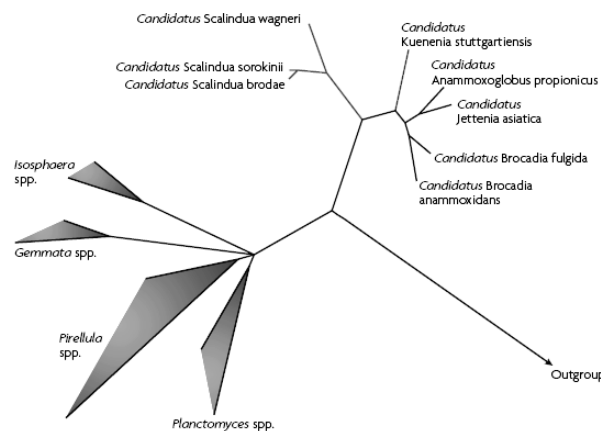 Candidatus Scalindua wagneri
Candidatus
Kuenenia stuttgartiensis
Candidatus Scalindua sorokinii
Candidatus Scalindua brodae
Candidatus
Anammoxoglobus propionicus
Candidatus
Jettenia asiatica
Candidatus Brocadia fulgida
Candidatus Brocadia
anammoxidans
Isosphaera
spp.
Gemmata spp.
Pirellula
spp.
Planctomyces spp.
Outgroup